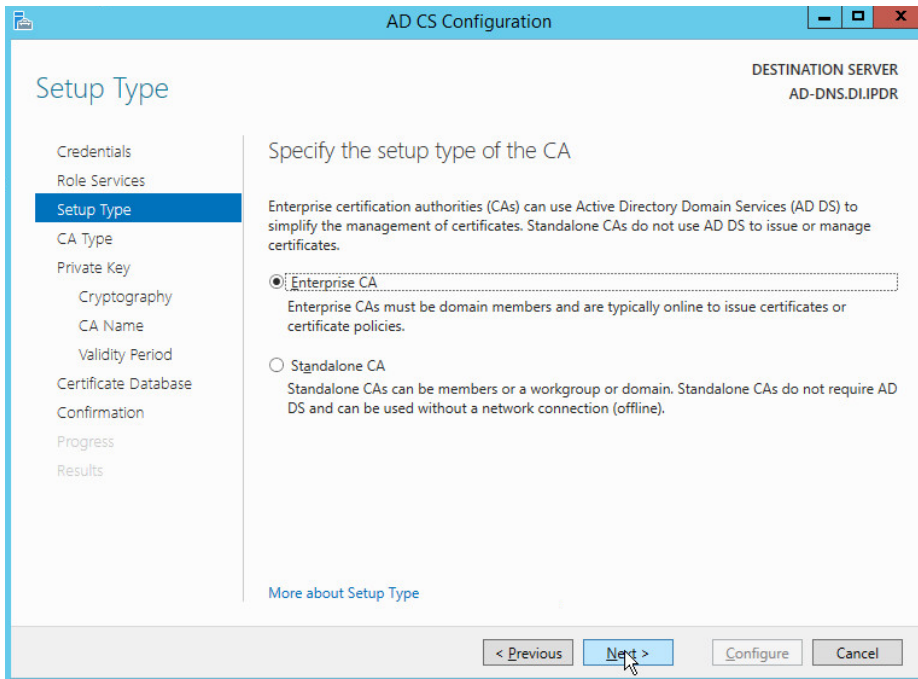 AD CS Configuration
DESTINATION SERVER
AD-DNS.DI.IPDR
Setup Type
Credentials
Role Services
Setup Type
CA Type
Private Key
Cryptography
CA Name
Validity Period
Certificate Database
Confirmation
Progress
Results
Specify the setup type of the CA
Enterprise certification authorities (CAs) can use Active Directory Domain Services (AD DS) to
simplify the management of certificates. Standalone CAs do not use AD DS to issue or manage
certificates.
Enterprise CA
Enterprise CAs must be domain members and are typically online to issue certificates or
certificate policies.
Standalone CA
Standalone CAs can be members or a workgroup or domain. Standalone CAs do not require AD
DS and can be used without a network connection (offline).
More about Setup Type
< Previous
Next >
Configure
Cancel